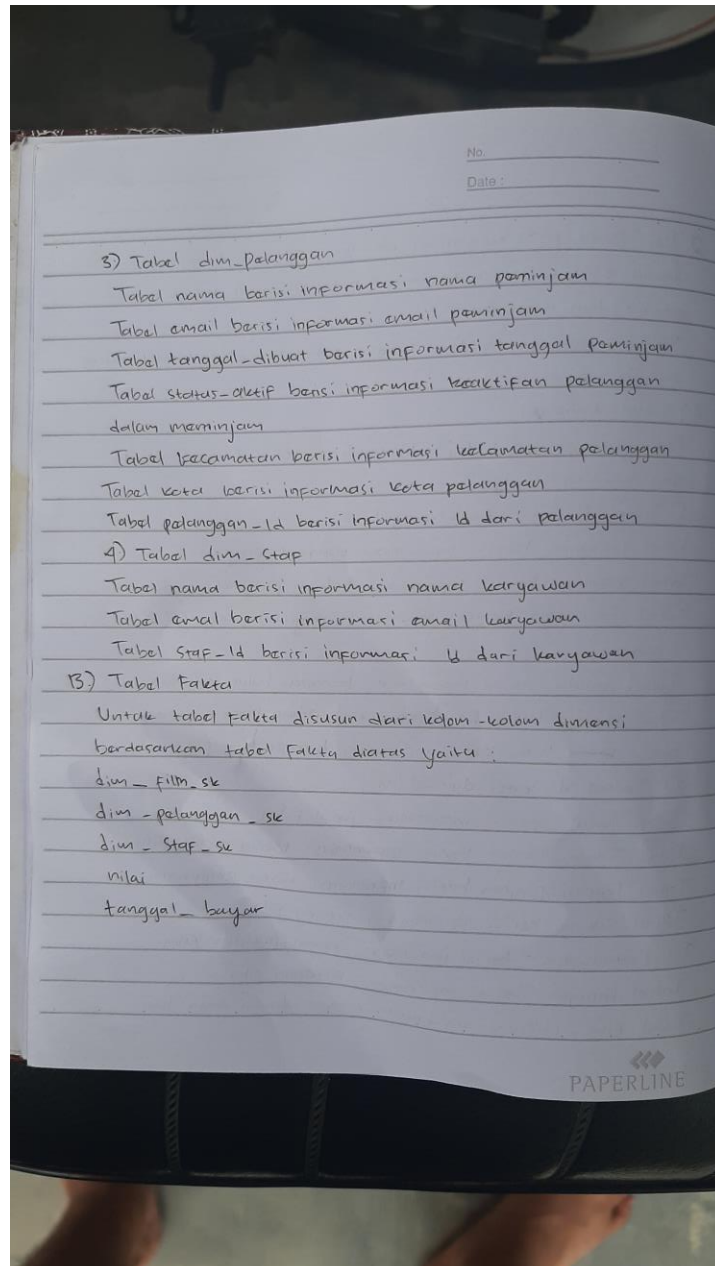 No.
Date :
3) Tabel dim_pelanggan
Tabel nama berisi informasi nama peminjam
Tabel email berisi informasi email peminjam
Tabel tanggal_dibuat berisi informasi tanggal peminjam
Tabel status_aktif berisi informasi keaktifan pelanggan
dalam meminjam
Tabel kecamatan berisi informasi kecamatan pelanggan
Tabel kota berisi informasi kota pelanggan
Tabel pelanggan_Id berisi informasi Id dari pelanggan
4) Tabel dim_Staf
Tabel nama berisi informasi nama karyawan
Tabel emal berisi informasi email karyawan
Tabel Staf_Id berisi informasi Id dari karyawan
B.) Tabel Fakta
Untuk tabel Fakta disusun dari kolom-kolom dimensi
berdasarkan tabel Fakta diatas yaitu :
dim_film_sk
dim_pelanggan_sk
dim_Staf_sk
nilai
tanggal_bayar
PAPERLINE